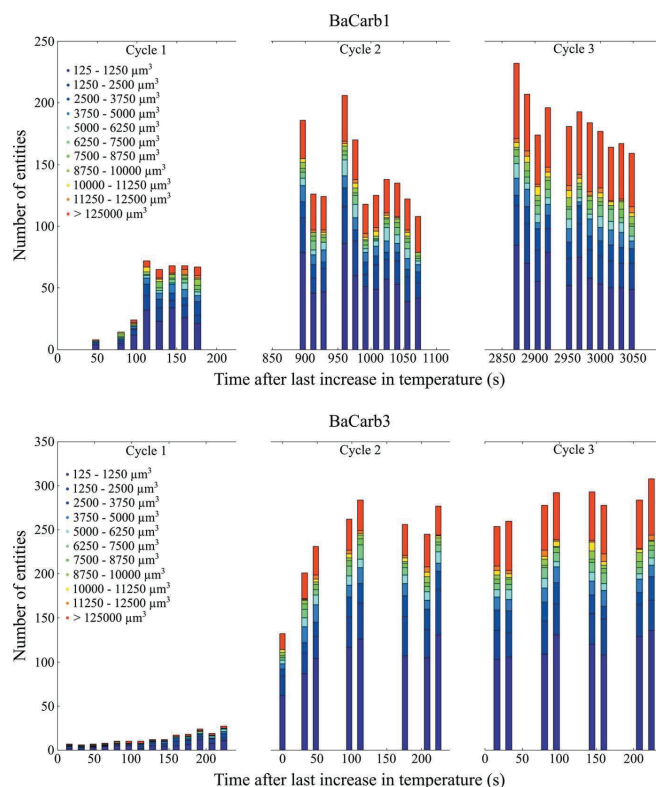 BaCarb1
250
200
150
100
50
0
Number of entities
Cycle 1
Cycle 2
Cycle 3
125 - 1250 µm³
1250 - 2500 µm³
2500 - 3750 µm³
3750 - 5000 µm³
5000 - 6250 µm³
6250 - 7500 µm³
7500 - 8750 µm³
8750 - 10000 µm³
10000 - 11250 µm³
11250 - 12500 µm³
> 125000 µm³
0 50 100 150 200
850 900 950 1000 1050 1100
2850 2900 2950 3000 3050
Time after last increase in temperature (s)
BaCarb3
350
300
250
200
150
100
50
0
Number of entities
Cycle 1
Cycle 2
Cycle 3
125 - 1250 µm³
1250 - 2500 µm³
2500 - 3750 µm³
3750 - 5000 µm³
5000 - 6250 µm³
6250 - 7500 µm³
7500 - 8750 µm³
8750 - 10000 µm³
10000 - 11250 µm³
11250 - 12500 µm³
> 125000 µm³
0 50 100 150 200
0 50 100 150 200
0 50 100 150 200
Time after last increase in temperature (s)